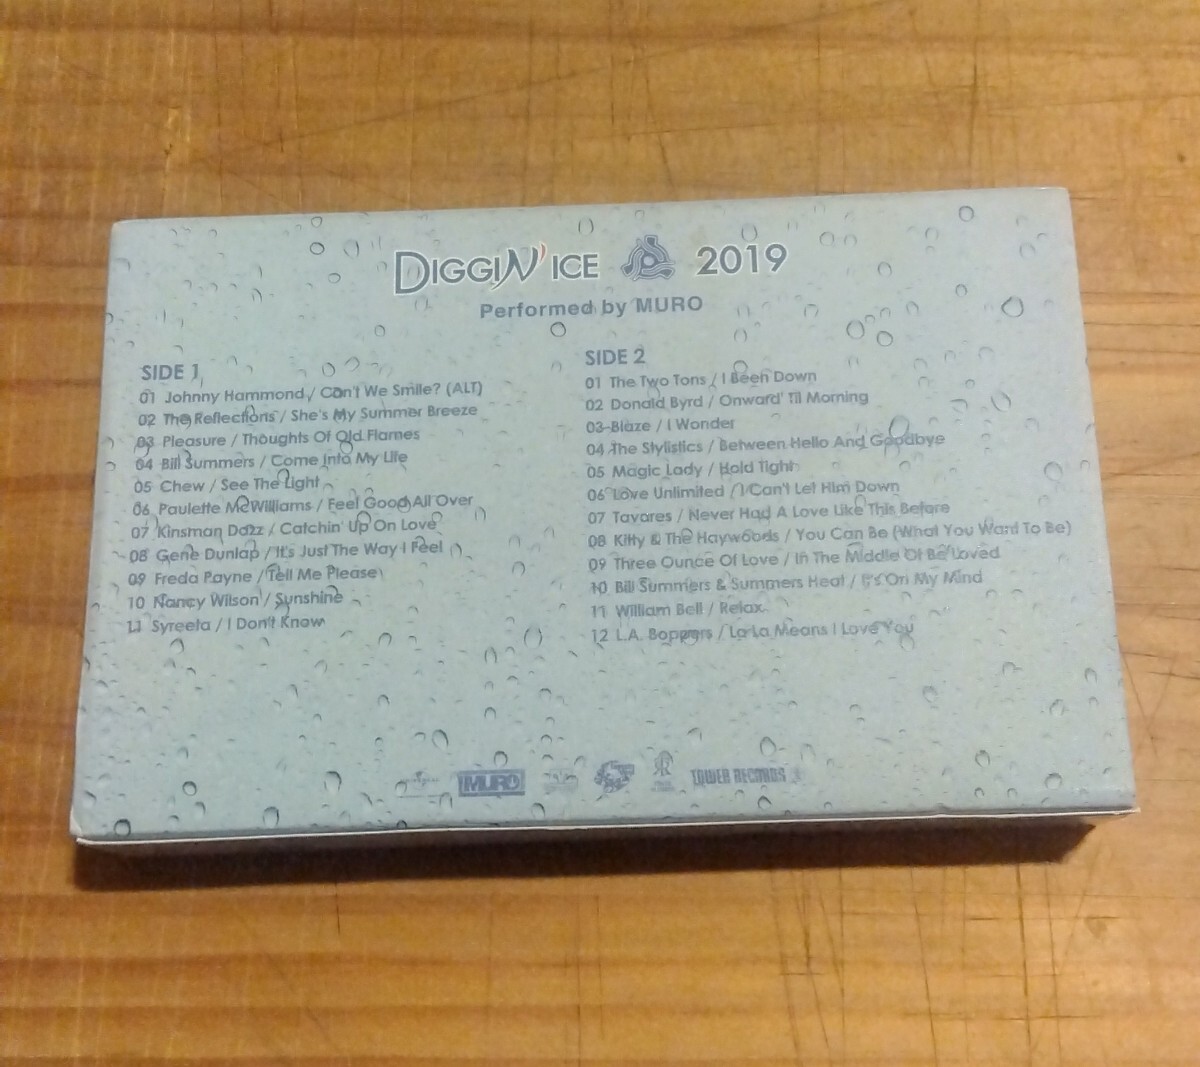 DIGGIN'ICE 2019
Performed by MURO
SIDE 1
01 Johnny Hammond / Can't We Smile? (ALT)
02 The Reflections / She's My Summer Breeze
03 Pleasure / Thoughts Of Old Flames
04 Bill Summers / Come Into My Life
05 Chew / See The Light
06 Paulette McWilliams / Feel Good All Over
07 Kinsman Dazz / Catchin' Up On Love
08 Gene Dunlap / It's Just The Way I Feel
09 Freda Payne / Tell Me Please
10 Nancy Wilson / Sunshine
11 Syreeta / I Don't Know
SIDE 2
01 The Two Tons / I Been Down
02 Donald Byrd / Onward 'Til Morning
03 Blaze / I Wonder
04 The Stylistics / Between Hello And Goodbye
05 Magic Lady / Hold Tight
06 Love Unlimited / I Can't Let Him Down
07 Tavares / Never Had A Love Like This Before
08 Kitty & The Haywoods / You Can Be (What You Want To Be)
09 Three Ounce Of Love / In The Middle Of Be Loved
10 Bill Summers & Summers Heat / It's On My Mind
11 William Bell / Relax
12 L.A. Boppers / La La Means I Love You
MURO
TOWER RECORDS